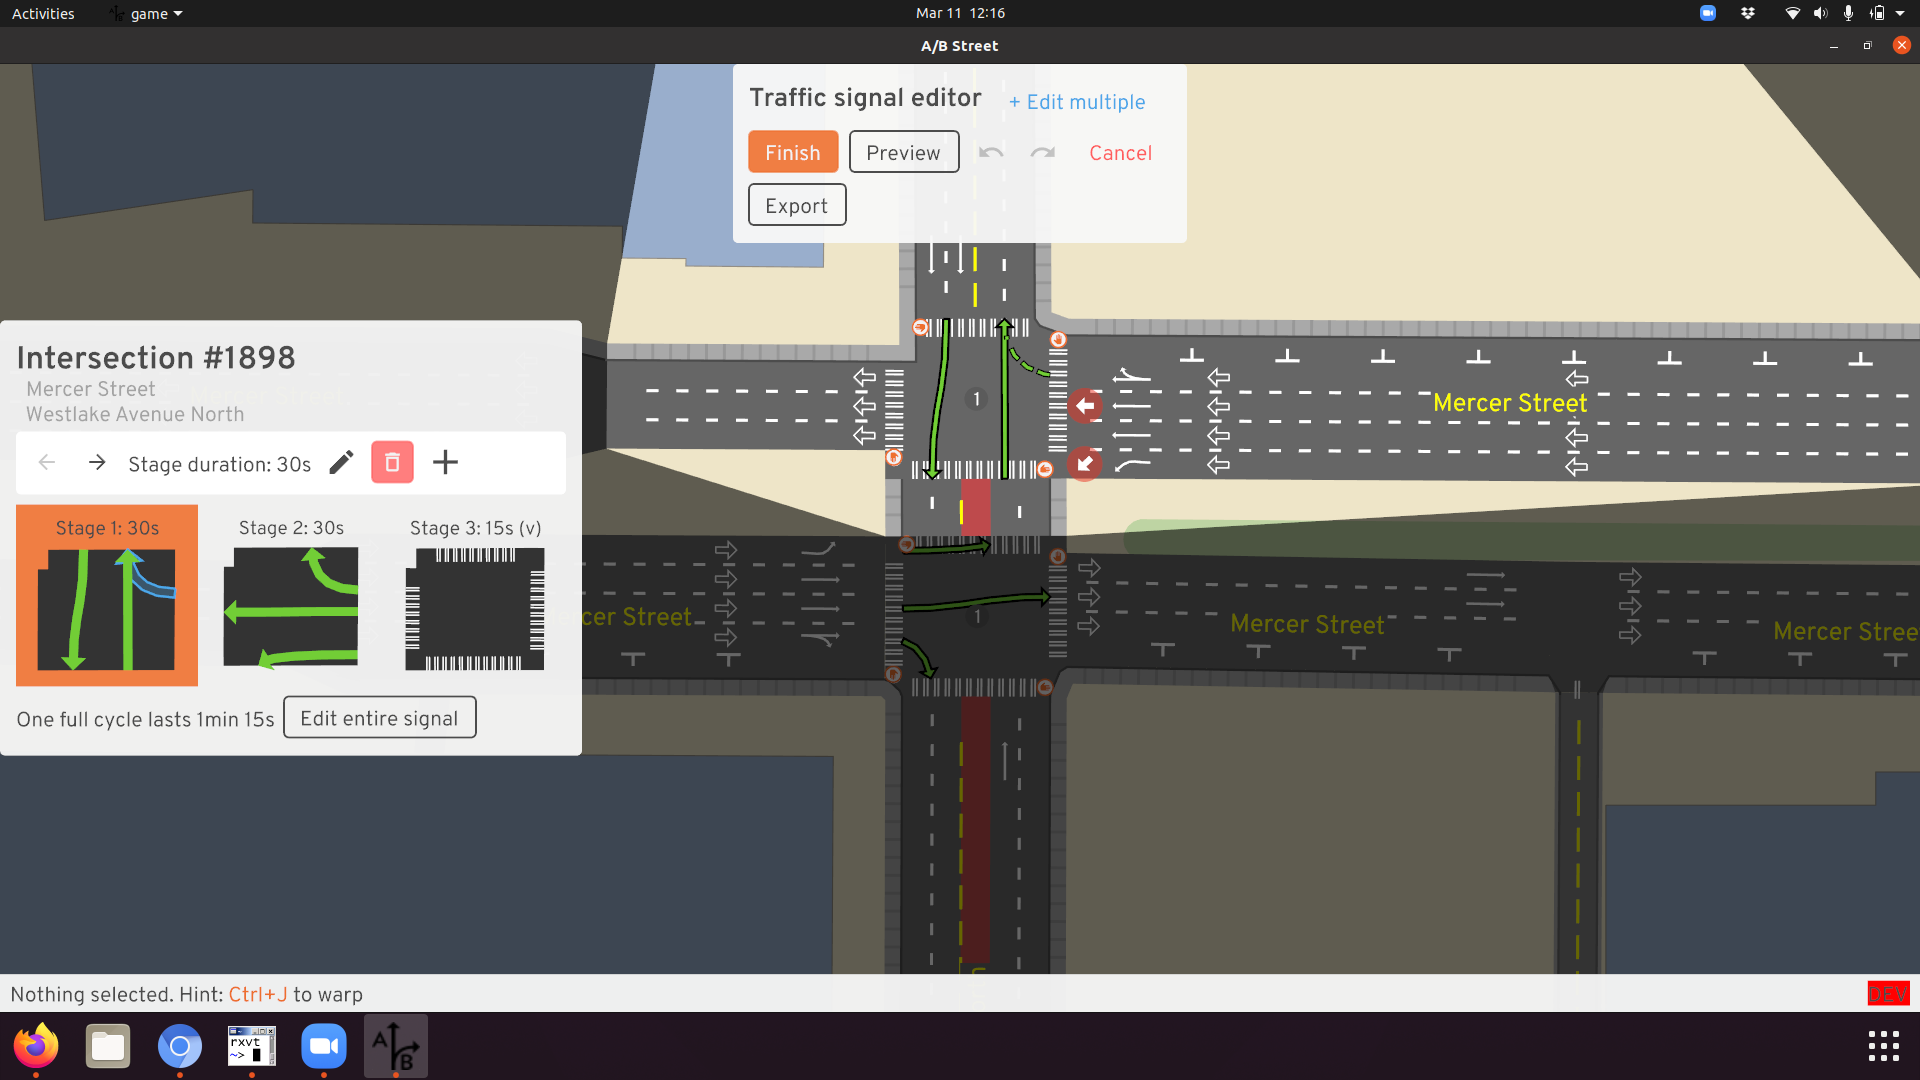 Activities
game
Mar 11 12:16
A/B Street
Traffic signal editor
+ Edit multiple
Finish
Preview
Cancel
Export
Intersection #1898
Mercer Street
Westlake Avenue North
Stage duration: 30s
Stage 1: 30s
Stage 2: 30s
Stage 3: 15s (v)
One full cycle lasts 1min 15s
Edit entire signal
1
Mercer Street
1
cer Street
Mercer Street
Mercer Stree
Nothing selected. Hint: Ctrl+J to warp
DEV
rxvt
~>
A
B